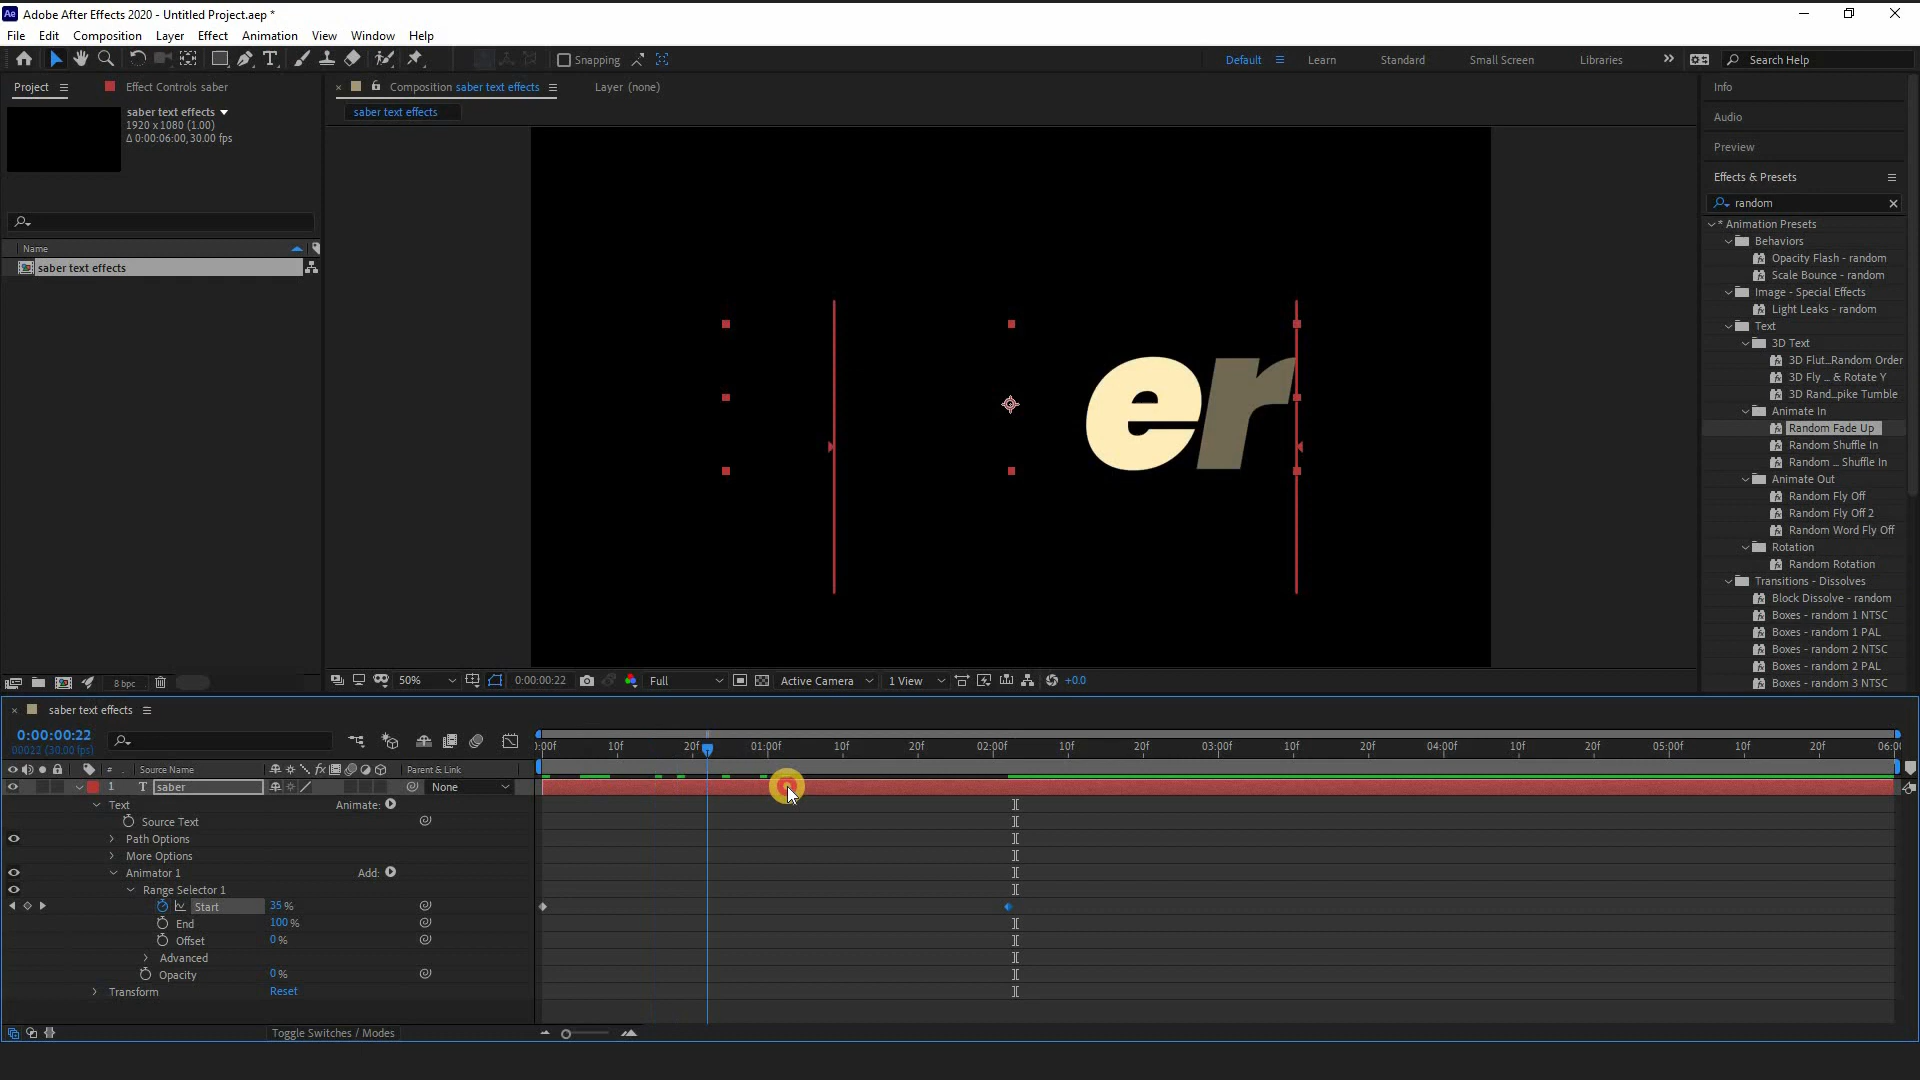 Ae Adobe After Effects 2020 - Untitled Project.aep *
File Edit Composition Layer Effect Animation View Window Help
Snapping Default Learn Standard Small Screen Libraries Search Help
Project Effect Controls saber Composition saber text effects Layer (none) Info
saber text effects
1920 x 1080 (1.00)
Δ 0:00:06:00, 30.00 fps
saber text effects
Audio
Preview
Effects & Presets
random
Name
saber text effects
* Animation Presets
Behaviors
Opacity Flash - random
Scale Bounce - random
Image - Special Effects
Light Leaks - random
Text
3D Text
3D Flut...Random Order
3D Fly ... & Rotate Y
3D Rand...pike Tumble
Animate In
Random Fade Up
Random Shuffle In
Random ... Shuffle In
Animate Out
Random Fly Off
Random Fly Off 2
Random Word Fly Off
Rotation
Random Rotation
Transitions - Dissolves
Block Dissolve - random
Boxes - random 1 NTSC
Boxes - random 1 PAL
Boxes - random 2 NTSC
Boxes - random 2 PAL
Boxes - random 3 NTSC
er
8 bpc 50% 0:00:00:22 Full Active Camera 1 View +0.0
saber text effects
0:00:00:22
00022 (30.00 fps)
:00f 10f 20f 01:00f 10f 20f 02:00f 10f 20f 03:00f 10f 20f 04:00f 10f 20f 05:00f 10f 20f 06:0
# Source Name fx Parent & Link
1 T saber None
Text Animate:
Source Text
Path Options
More Options
Animator 1 Add:
Range Selector 1
Start 35 %
End 100 %
Offset 0 %
Advanced
Opacity 0 %
Transform Reset
Toggle Switches / Modes